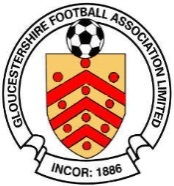 GLOUCESTERSHIRE FOOTBALL ASSOCIATION LIMITED
INCOR: 1886